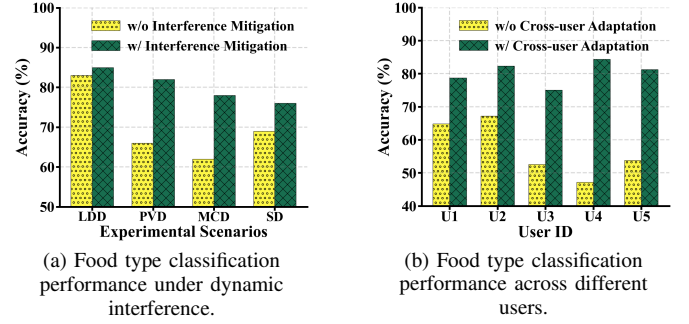 100
90
80
70
60
50
Accuracy (%)
w/o Interference Mitigation
w/ Interference Mitigation
LDD PVD MCD SD
Experimental Scenarios
(a) Food type classification
performance under dynamic
interference.
100
90
80
70
60
50
40
Accuracy (%)
w/o Cross-user Adaptation
w/ Cross-user Adaptation
U1 U2 U3 U4 U5
User ID
(b) Food type classification
performance across different
users.